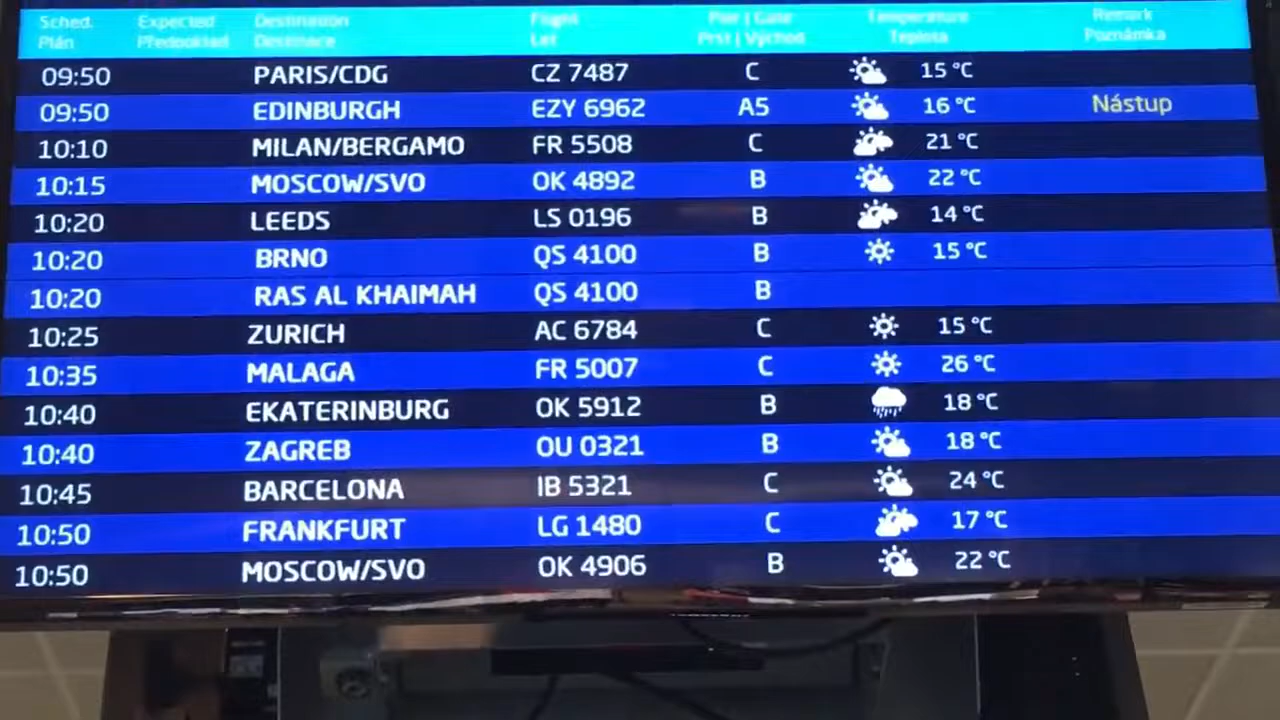 Sched. Expected Destination Flight Pier | Gate Temperature Remark
Plán Předpoklad Destinace Let Prst | Východ Teplota Poznámka
09:50 PARIS/CDG CZ 7487 C 15 °C
09:50 EDINBURGH EZY 6962 A5 16 °C Nástup
10:10 MILAN/BERGAMO FR 5508 C 21 °C
10:15 MOSCOW/SVO OK 4892 B 22 °C
10:20 LEEDS LS 0196 B 14 °C
10:20 BRNO QS 4100 B 15 °C
10:20 RAS AL KHAIMAH QS 4100 B
10:25 ZURICH AC 6784 C 15 °C
10:35 MALAGA FR 5007 C 26 °C
10:40 EKATERINBURG OK 5912 B 18 °C
10:40 ZAGREB OU 0321 B 18 °C
10:45 BARCELONA IB 5321 C 24 °C
10:50 FRANKFURT LG 1480 C 17 °C
10:50 MOSCOW/SVO OK 4906 B 22 °C